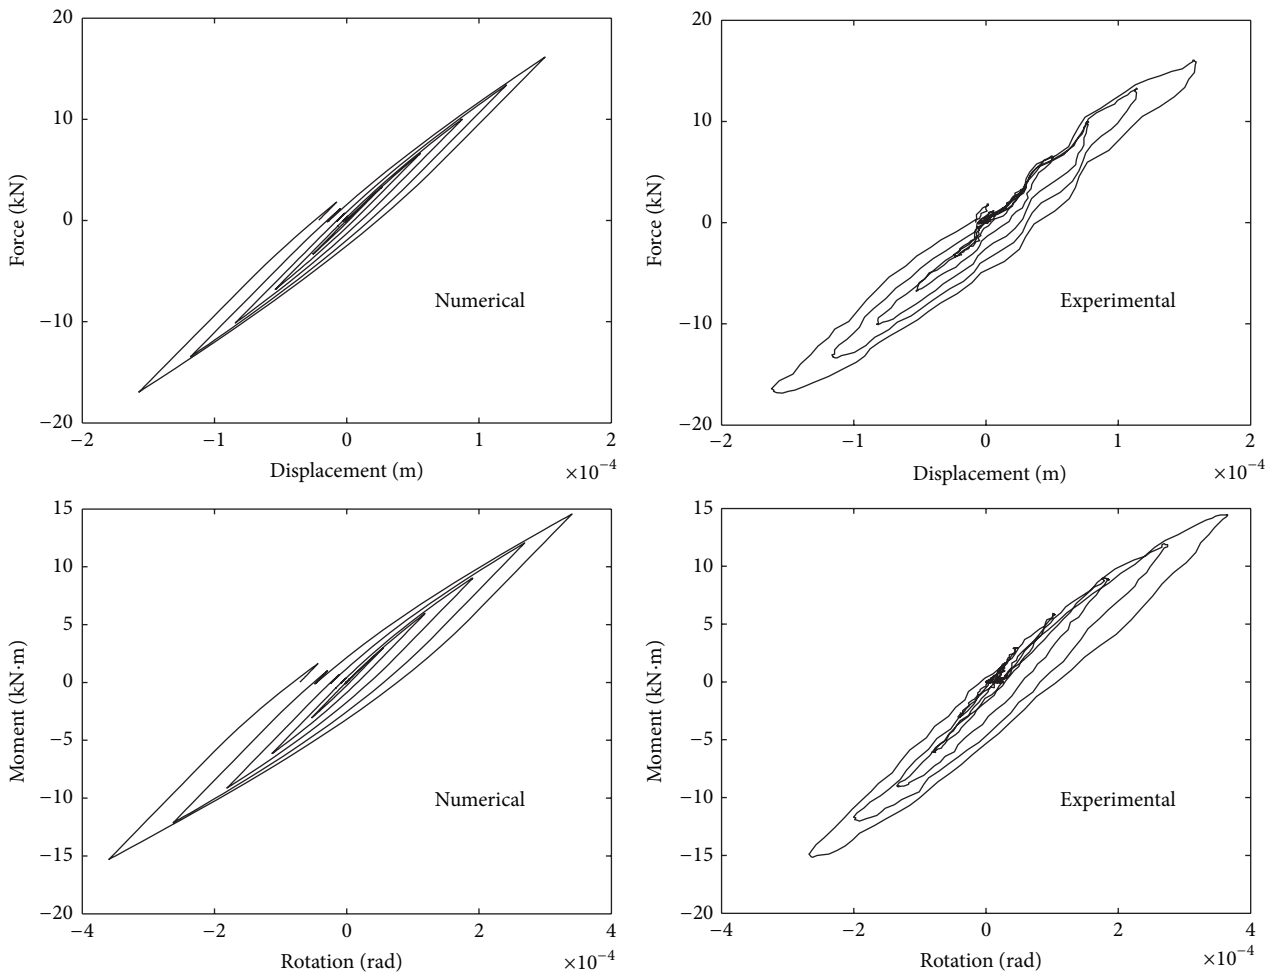 20
10
0
−10
−20
Force (kN)
Numerical
−2 −1 0 1 2
Displacement (m) ×10−4
20
10
0
−10
−20
Force (kN)
Experimental
−2 −1 0 1 2
Displacement (m) ×10−4
15
10
5
0
−5
−10
−15
−20
Moment (kN·m)
Numerical
−4 −2 0 2 4
Rotation (rad) ×10−4
15
10
5
0
−5
−10
−15
−20
Moment (kN·m)
Experimental
−4 −2 0 2 4
Rotation (rad) ×10−4